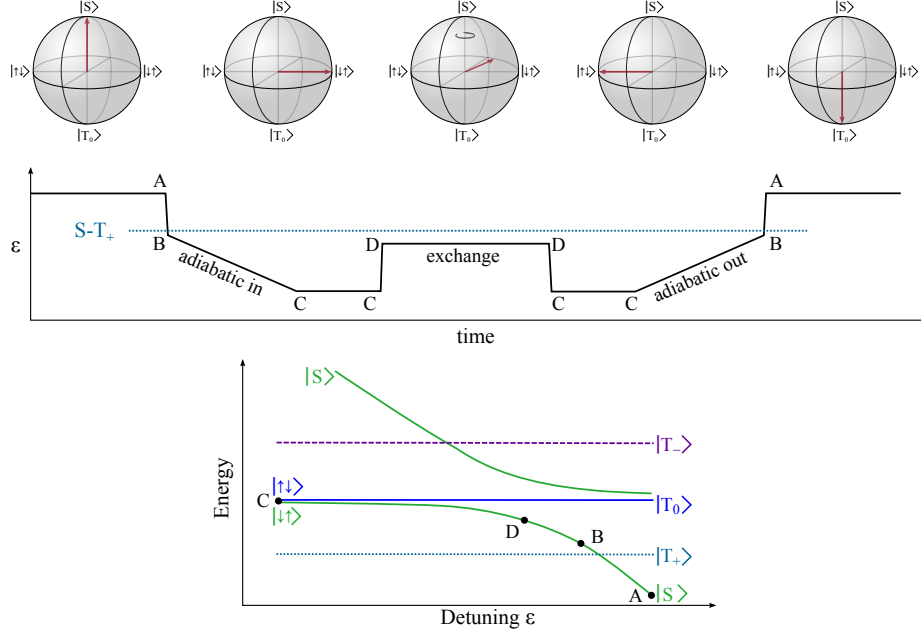 |S⟩ |S⟩ |S⟩ |S⟩ |S⟩
|↑↓⟩ |↓↑⟩ |↑↓⟩ |↓↑⟩ |↑↓⟩ |↓↑⟩ |↑↓⟩ |↓↑⟩ |↑↓⟩ |↓↑⟩
|T₀⟩ |T₀⟩ |T₀⟩ |T₀⟩ |T₀⟩
A A
S-T₊
ε
B D D B
adiabatic in exchange adiabatic out
C C C C
time
|S⟩
|T₋⟩
Energy
|↑↓⟩
C |T₀⟩
|↓↑⟩
D B
|T₊⟩
A |S⟩
Detuning ε